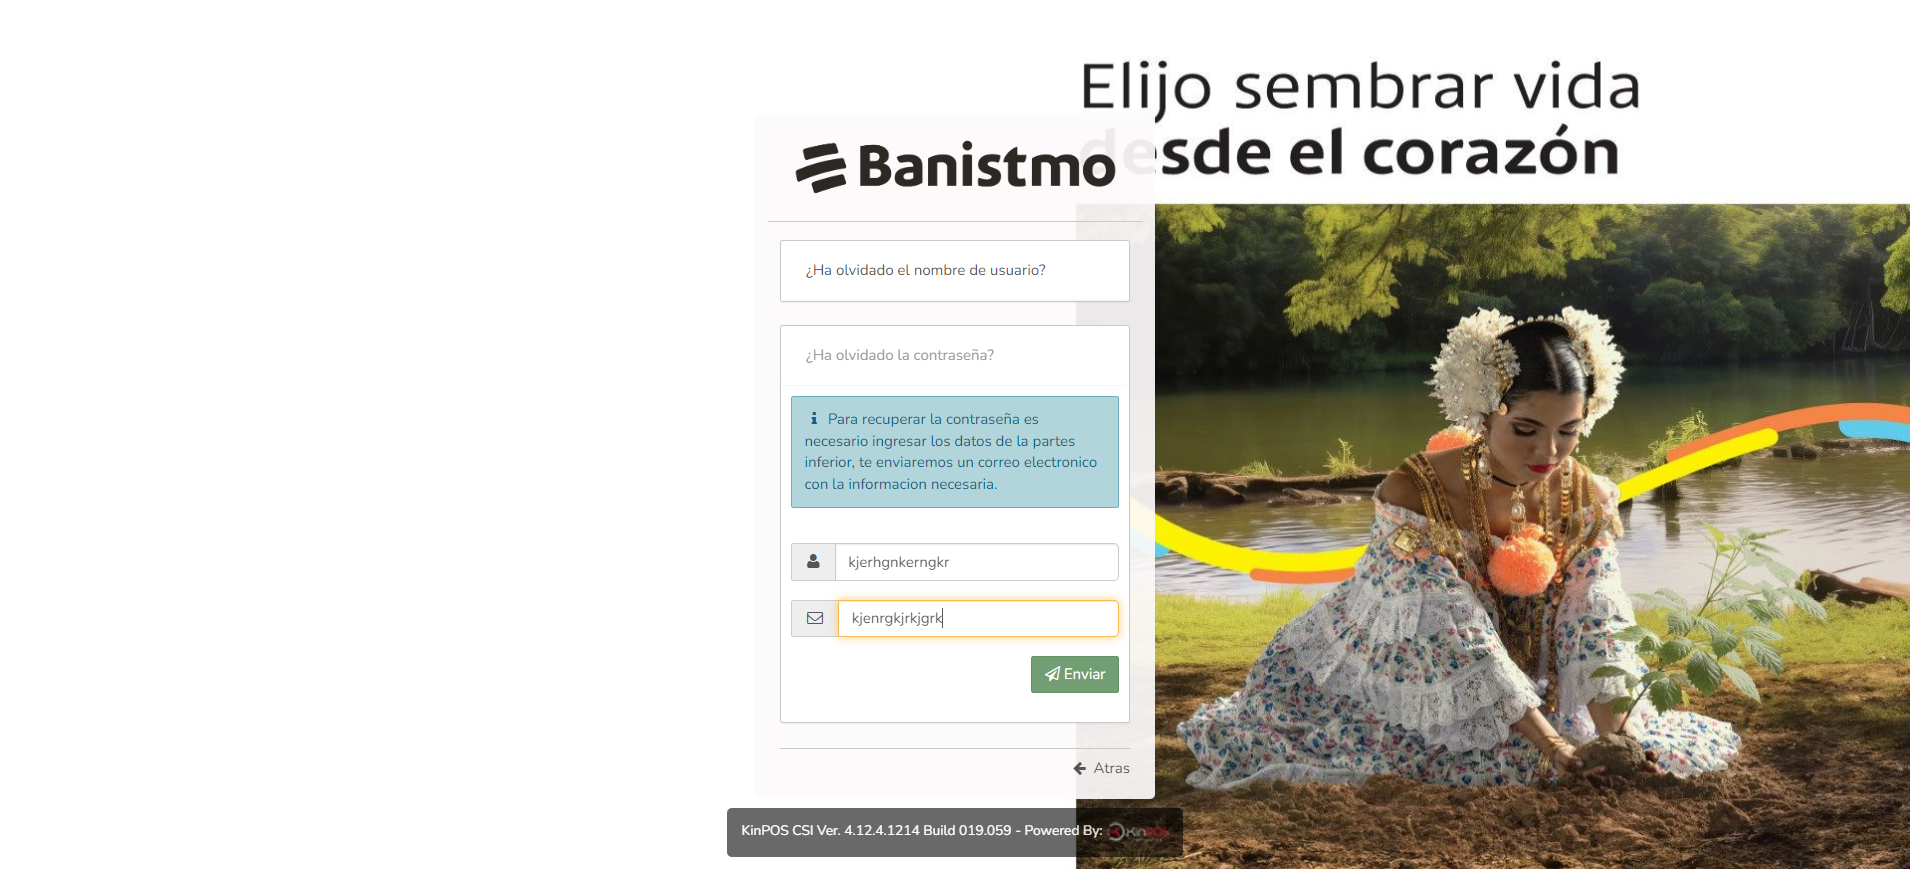 Elijo sembrar vida
desde el corazón
Banistmo
¿Ha olvidado el nombre de usuario?
¿Ha olvidado la contraseña?
Para recuperar la contraseña es
necesario ingresar los datos de la partes
inferior, te enviaremos un correo electronico
con la informacion necesaria.
kjerhgnkerngkr
kjenrgkjrkjgrk
Enviar
Atras
KinPOS CSI Ver. 4.12.4.1214 Build 019.059 - Powered By: KinPOS